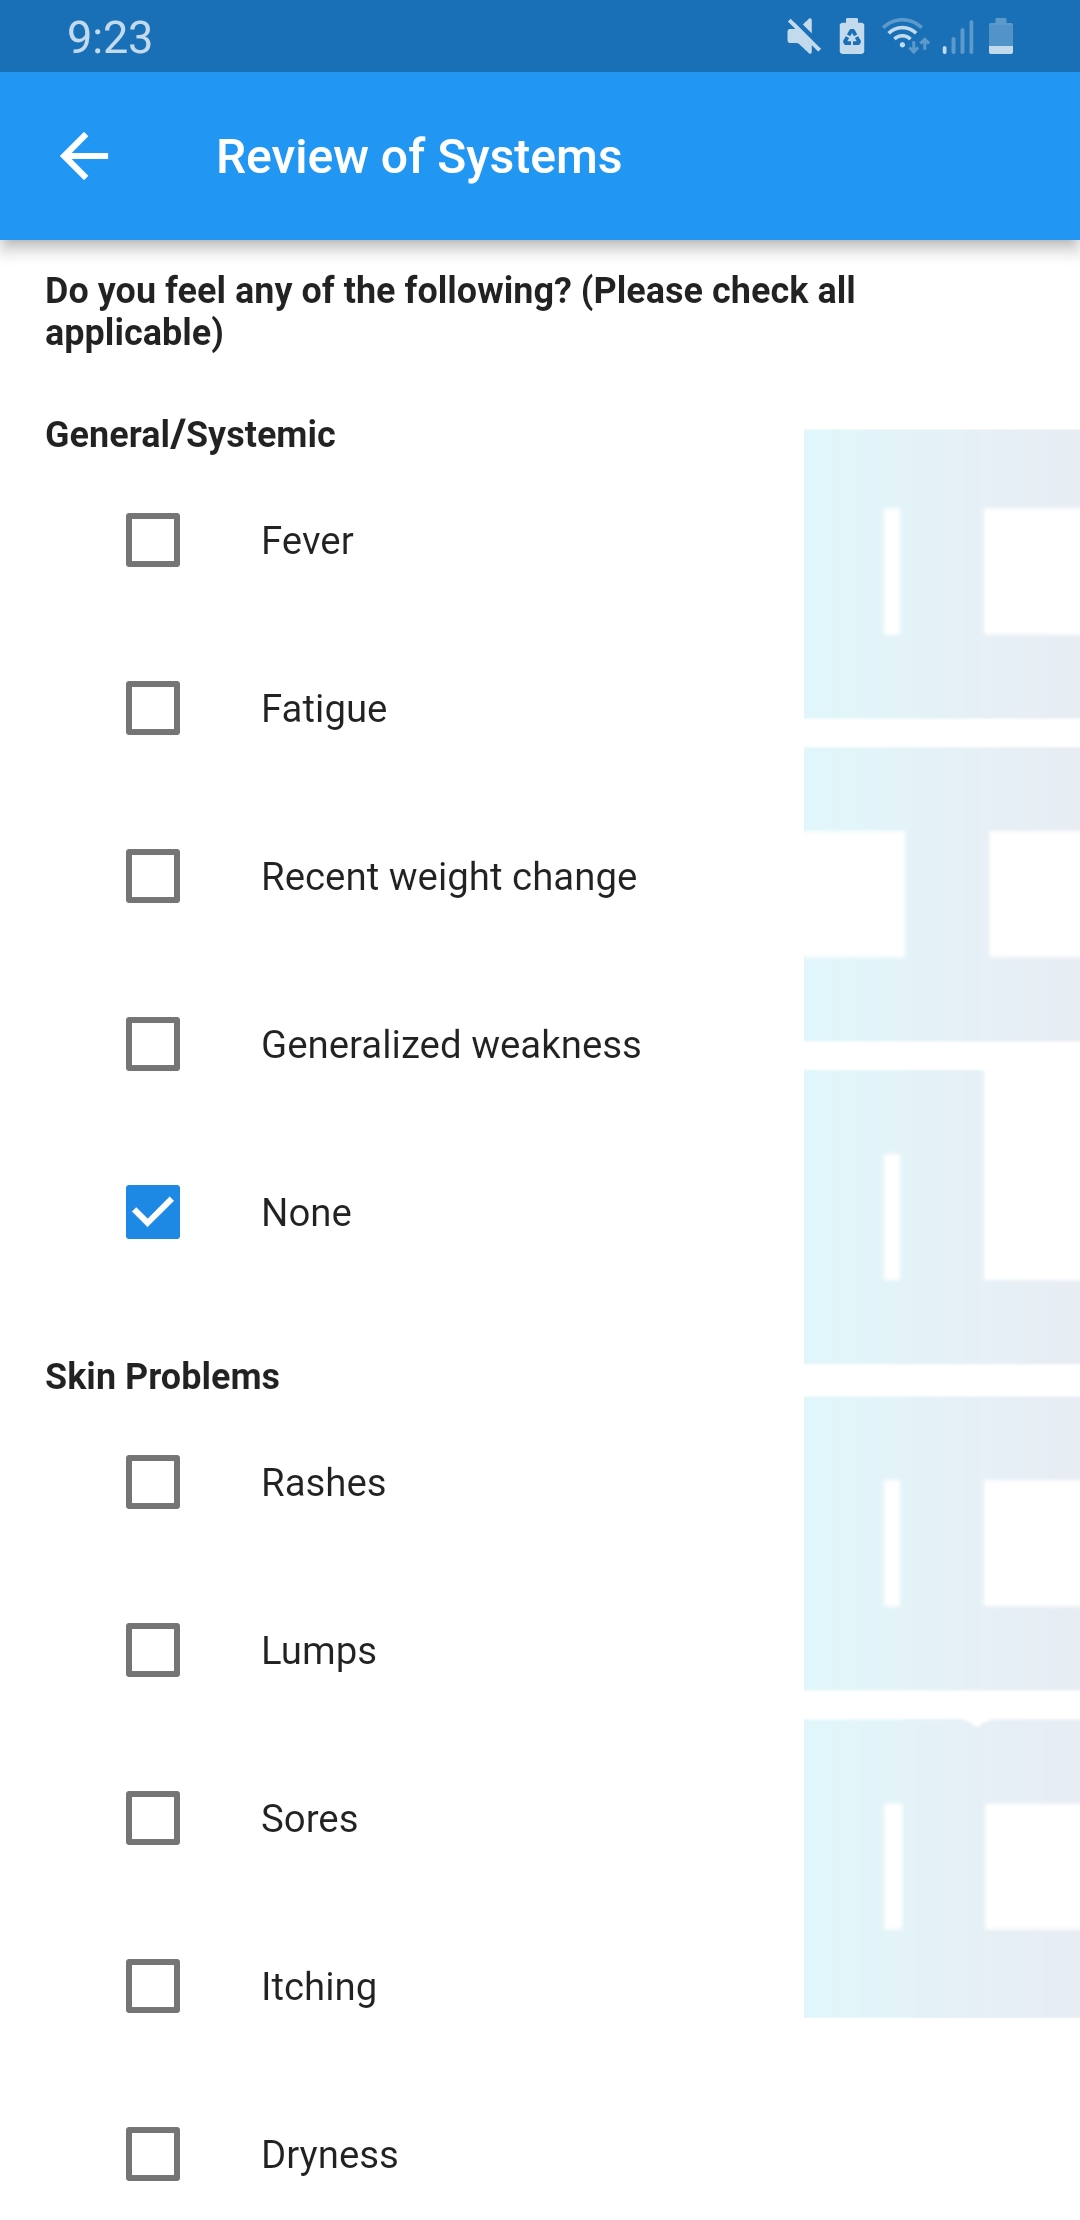 9:23
Review of Systems
Do you feel any of the following? (Please check all
applicable)
General/Systemic
Fever
Fatigue
Recent weight change
Generalized weakness
None
Skin Problems
Rashes
Lumps
Sores
Itching
Dryness